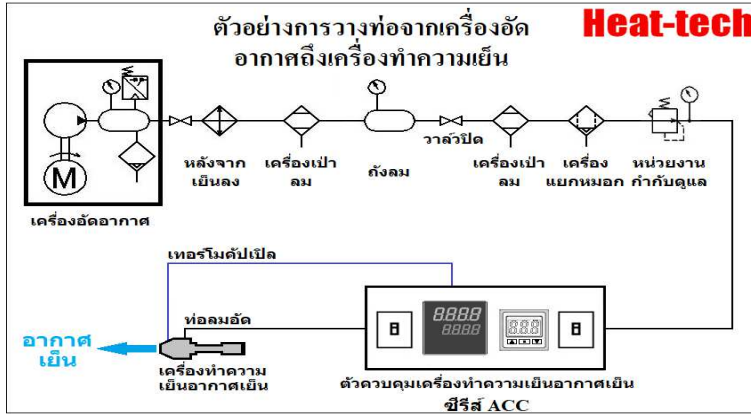 ตัวอย่างการวางท่อจากเครื่องอัด
อากาศถึงเครื่องทำความเย็น
Heat-tech
M
เครื่องอัดอากาศ
หลังจาก
เย็นลง
เครื่องเป่า
ลม
ถังลม
วาล์วปิด
เครื่องเป่า
ลม
เครื่อง
แยกหมอก
หน่วยงาน
กำกับดูแล
เทอร์โมคัปเปิล
ท่อลมอัด
อากาศ
เย็น
เครื่องทำความ
เย็นอากาศเย็น
8888
8888
888
ตัวควบคุมเครื่องทำความเย็นอากาศเย็น
ซีรีส์ ACC